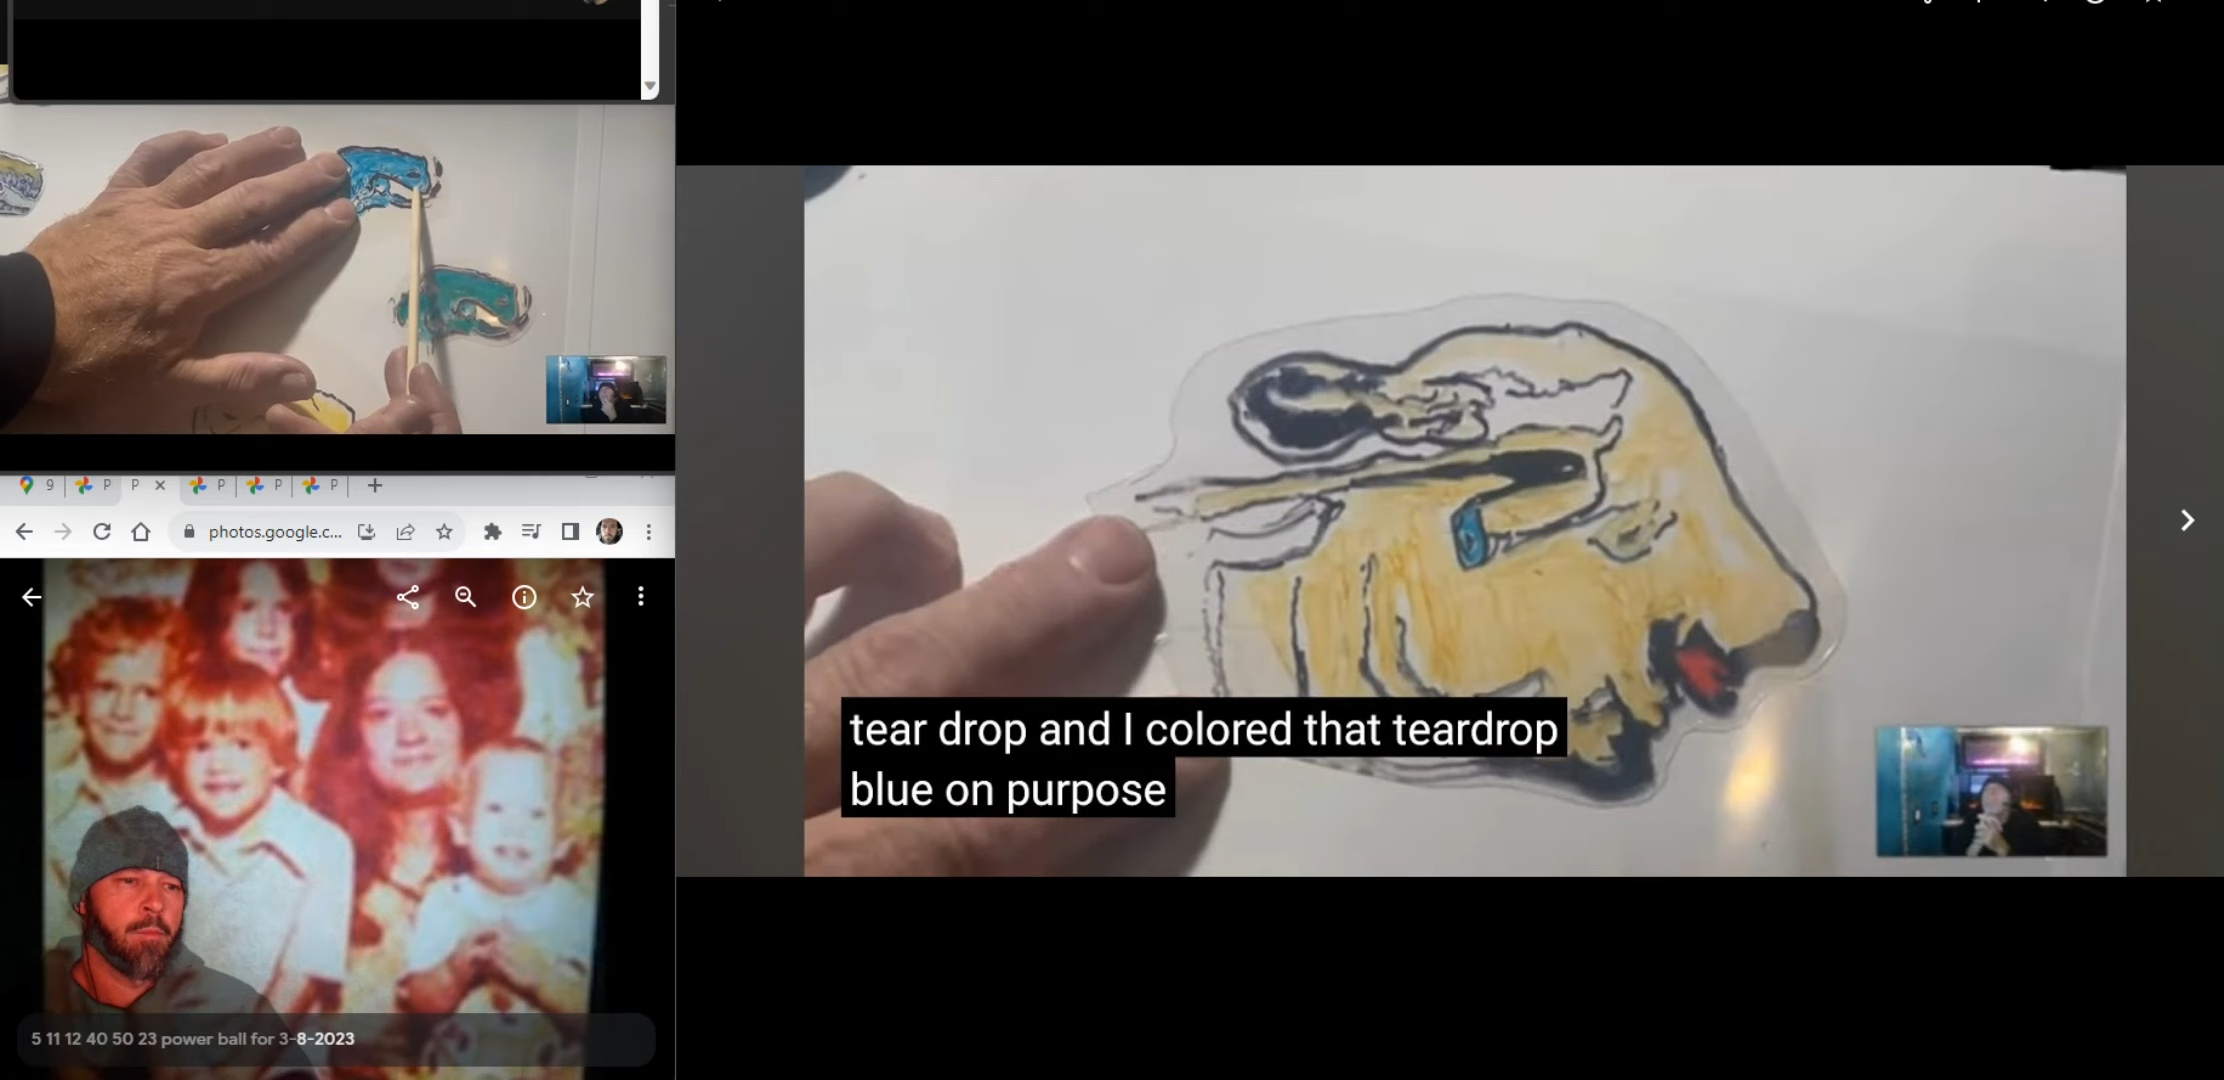 9
P
P
P
P
P
photos.google.c...
5 11 12 40 50 23 power ball for 3-8-2023
tear drop and I colored that teardrop
blue on purpose